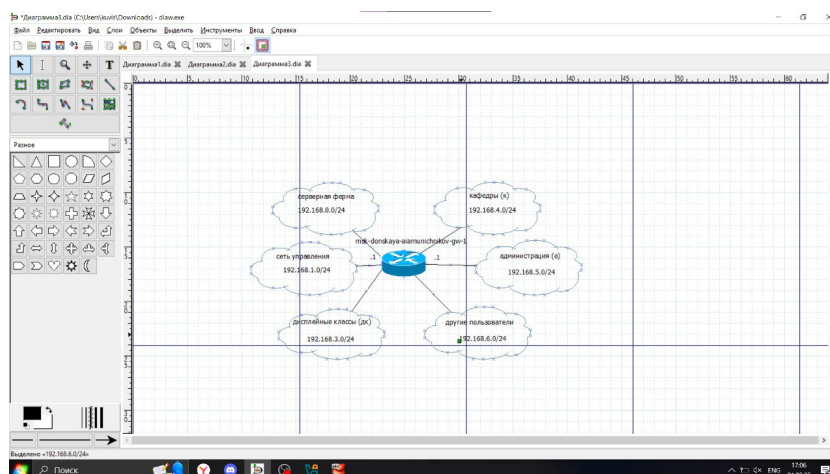 *Диаграмма3.dia (C:\Users\kuvis\Downloads) - diaw.exe
Файл Редактировать Вид Слои Объекты Выделить Инструменты Ввод Справка
100%
Диаграмма1.dia Диаграмма2.dia Диаграмма3.dia
Разное
серверная ферма
192.168.0.0/24
кафедры (к)
192.168.4.0/24
msk-donskaya-aiamunichnikov-gw-1
сеть управления
192.168.1.0/24
.1
.1
администрация (а)
192.168.5.0/24
дисплейные классы (дк)
192.168.3.0/24
другие пользователи
192.168.6.0/24
Выделено «192.168.6.0/24»
Поиск
ENG
17:06